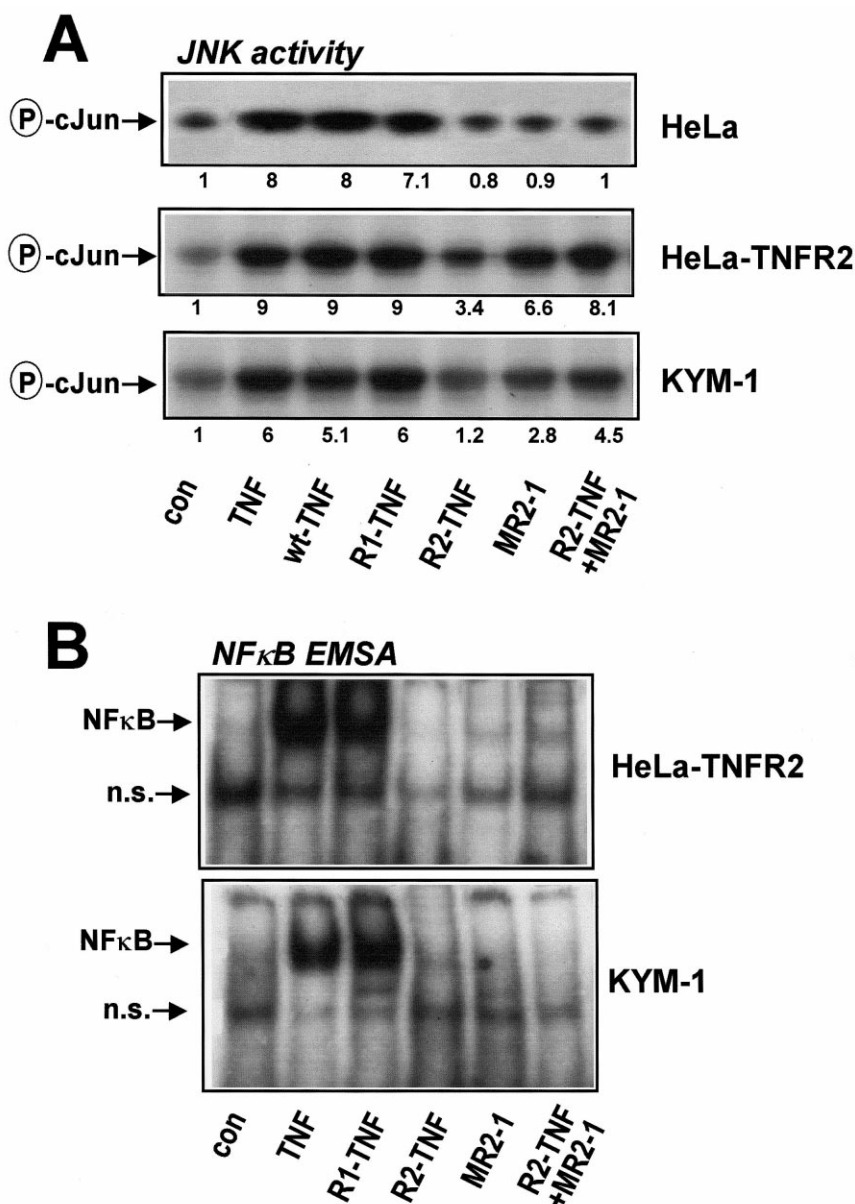 A
JNK activity
P-cJun HeLa
1 8 8 7.1 0.8 0.9 1
P-cJun HeLa-TNFR2
1 9 9 9 3.4 6.6 8.1
P-cJun KYM-1
1 6 5.1 6 1.2 2.8 4.5
con TNF wt-TNF R1-TNF R2-TNF MR2-1 R2-TNF +MR2-1
B
NFκB EMSA
NFκB
HeLa-TNFR2
n.s.
NFκB
KYM-1
n.s.
con TNF R1-TNF R2-TNF MR2-1 R2-TNF +MR2-1